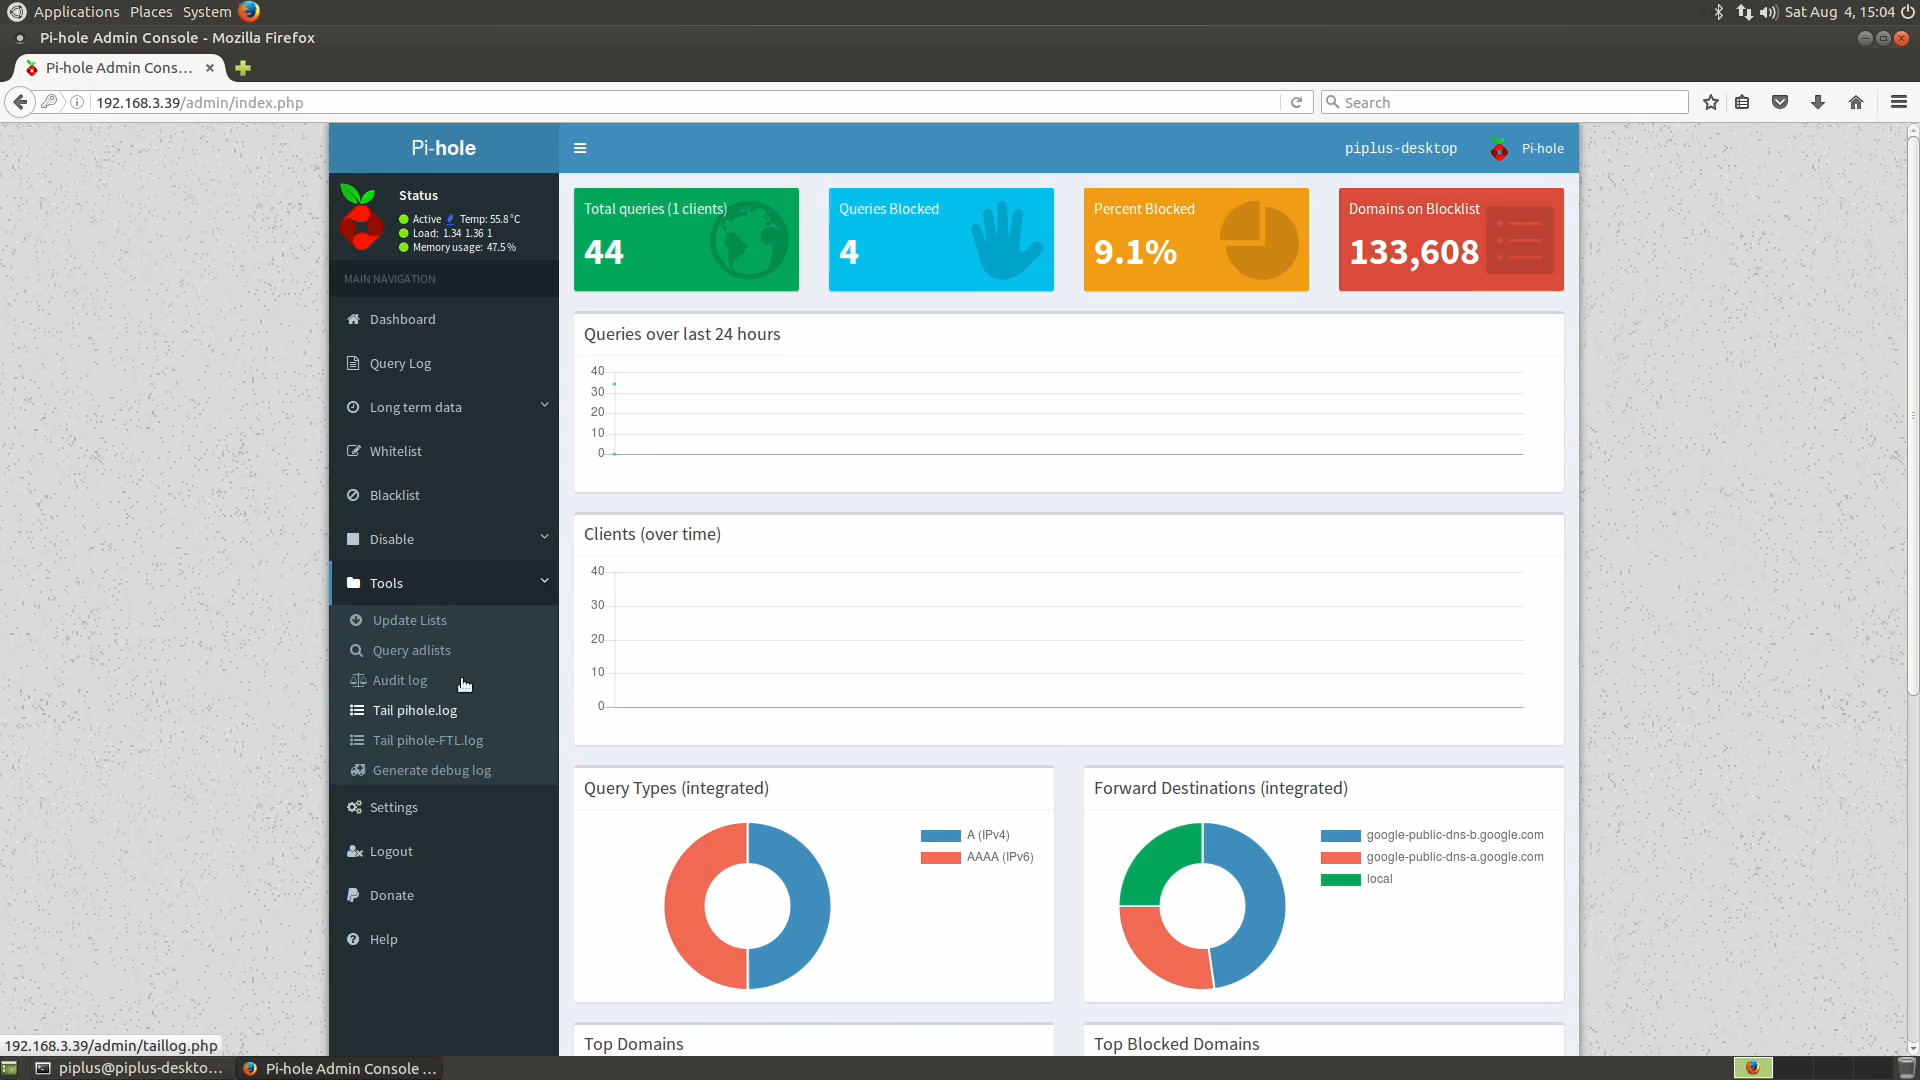 Applications Places System
Sat Aug 4, 15:04
Pi-hole Admin Console - Mozilla Firefox
Pi-hole Admin Cons...
192.168.3.39/admin/index.php
Search
Pi-hole
piplus-desktop
Pi-hole
Status
Active Temp: 55.8 °C
Load: 1.34 1.36 1
Memory usage: 47.5 %
MAIN NAVIGATION
Dashboard
Query Log
Long term data
Whitelist
Blacklist
Disable
Tools
Update Lists
Query adlists
Audit log
Tail pihole.log
Tail pihole-FTL.log
Generate debug log
Settings
Logout
Donate
Help
Total queries (1 clients)
44
Queries Blocked
4
Percent Blocked
9.1%
Domains on Blocklist
133,608
Queries over last 24 hours
40
30
20
10
0
Clients (over time)
40
30
20
10
0
Query Types (integrated)
A (IPv4)
AAAA (IPv6)
Forward Destinations (integrated)
google-public-dns-b.google.com
google-public-dns-a.google.com
local
Top Domains
Top Blocked Domains
192.168.3.39/admin/taillog.php
piplus@piplus-deskto...
Pi-hole Admin Console ...